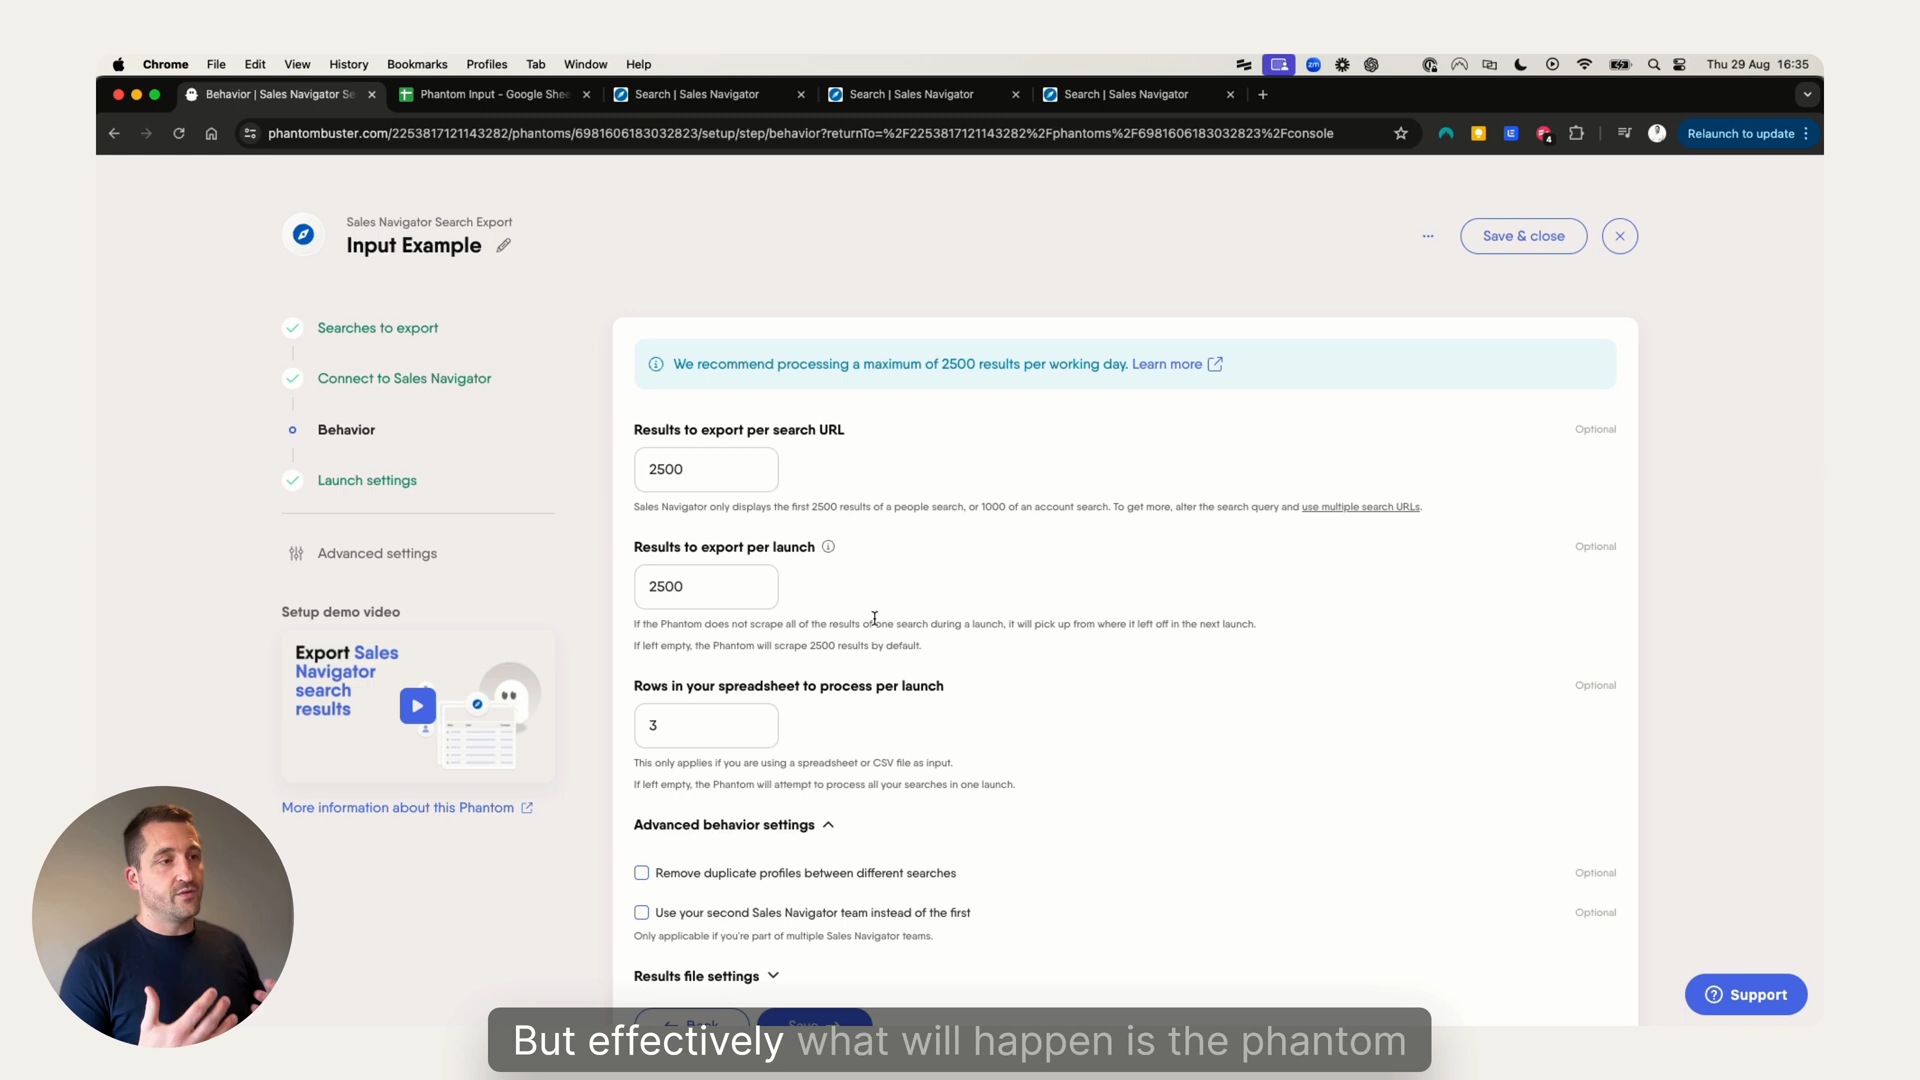 Chrome File Edit View History Bookmarks Profiles Tab Window Help
zm
Thu 29 Aug 16:35
Behavior | Sales Navigator Se
Phantom Input - Google Shee
Search | Sales Navigator
Search | Sales Navigator
Search | Sales Navigator
phantombuster.com/2253817121143282/phantoms/6981606183032823/setup/step/behavior?returnTo=%2F2253817121143282%2Fphantoms%2F6981606183032823%2Fconsole
4
Relaunch to update
Sales Navigator Search Export
Input Example
Save & close
Searches to export
Connect to Sales Navigator
Behavior
Launch settings
Advanced settings
Setup demo video
Export Sales
Navigator
search
results
More information about this Phantom
We recommend processing a maximum of 2500 results per working day. Learn more
Results to export per search URL
Optional
2500
Sales Navigator only displays the first 2500 results of a people search, or 1000 of an account search. To get more, alter the search query and use multiple search URLs.
Results to export per launch
Optional
2500
If the Phantom does not scrape all of the results of one search during a launch, it will pick up from where it left off in the next launch.
If left empty, the Phantom will scrape 2500 results by default.
Rows in your spreadsheet to process per launch
Optional
3
This only applies if you are using a spreadsheet or CSV file as input.
If left empty, the Phantom will attempt to process all your searches in one launch.
Advanced behavior settings
Remove duplicate profiles between different searches
Optional
Use your second Sales Navigator team instead of the first
Optional
Only applicable if you're part of multiple Sales Navigator teams.
Results file settings
Back
Save
Support
But effectively what will happen is the phantom